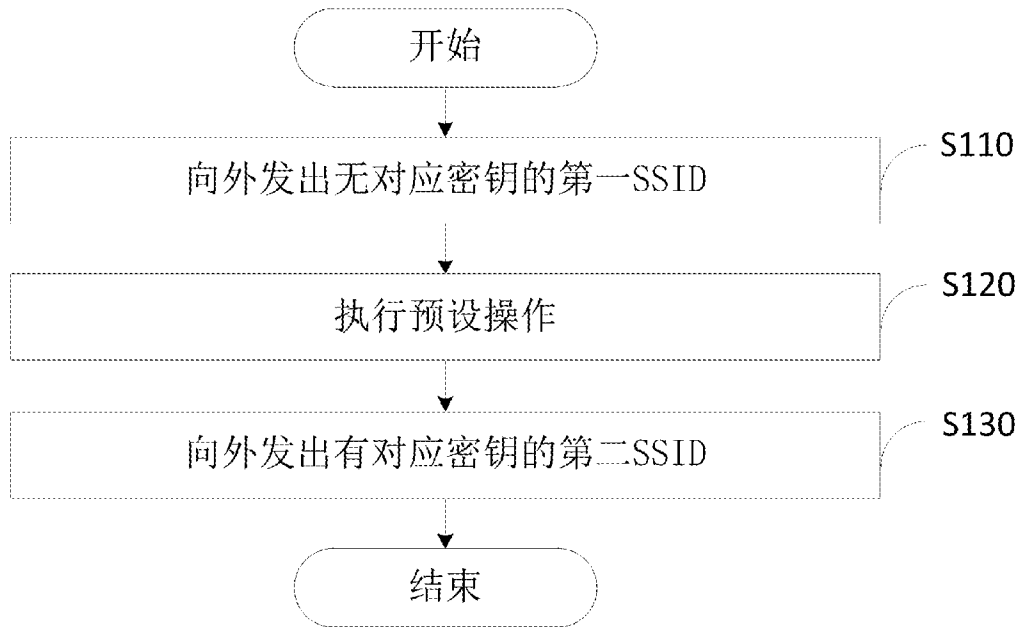 开始
向外发出无对应密钥的第一SSID
S110
执行预设操作
S120
向外发出有对应密钥的第二SSID
S130
结束